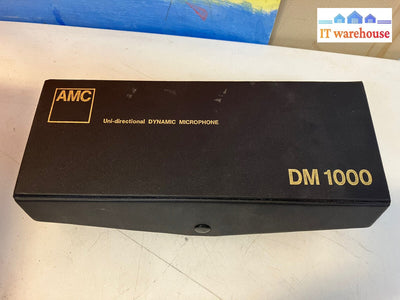 IT warehouse
AMC
Uni-directional DYNAMIC MICROPHONE
DM 1000